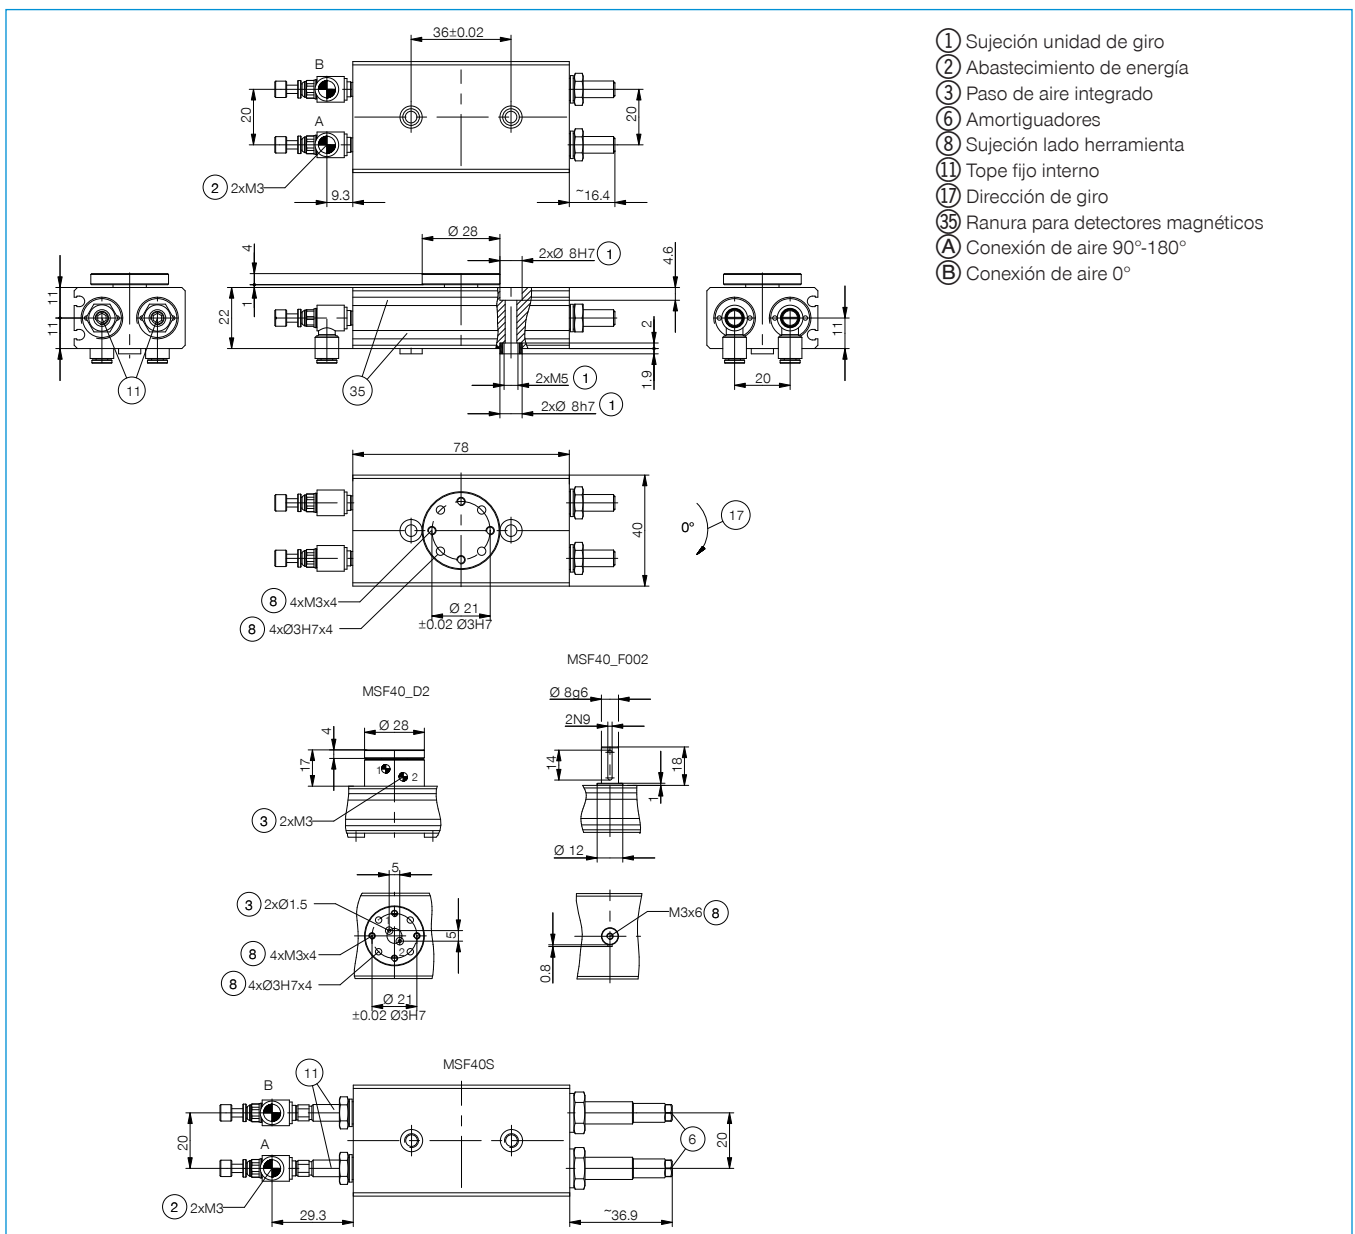 36±0.02
B
A
20
20
② 2xM3
9.3
~16.4
① Sujeción unidad de giro
② Abastecimiento de energía
③ Paso de aire integrado
⑥ Amortiguadores
⑧ Sujeción lado herramienta
⑪ Tope fijo interno
⑰ Dirección de giro
㉟ Ranura para detectores magnéticos
Ⓐ Conexión de aire 90°-180°
Ⓑ Conexión de aire 0°
11
11
⑪
4
1
22
Ø 28
2xØ 8H7 ①
4.6
2
1.9
㉟
2xM5 ①
2xØ 8h7 ①
11
20
78
40
0°
⑰
⑧ 4xM3x4
⑧ 4xØ3H7x4
Ø 21
±0.02 Ø3H7
MSF40_D2
Ø 28
4
17
1
2
③ 2xM3
MSF40_F002
Ø 8g6
2N9
14
18
1
Ø 12
5
③ 2xØ1.5
1
2
5
⑧ 4xM3x4
⑧ 4xØ3H7x4
Ø 21
±0.02 Ø3H7
M3x6 ⑧
0.8
MSF40S
⑪
B
A
20
20
⑥
② 2xM3
29.3
~36.9